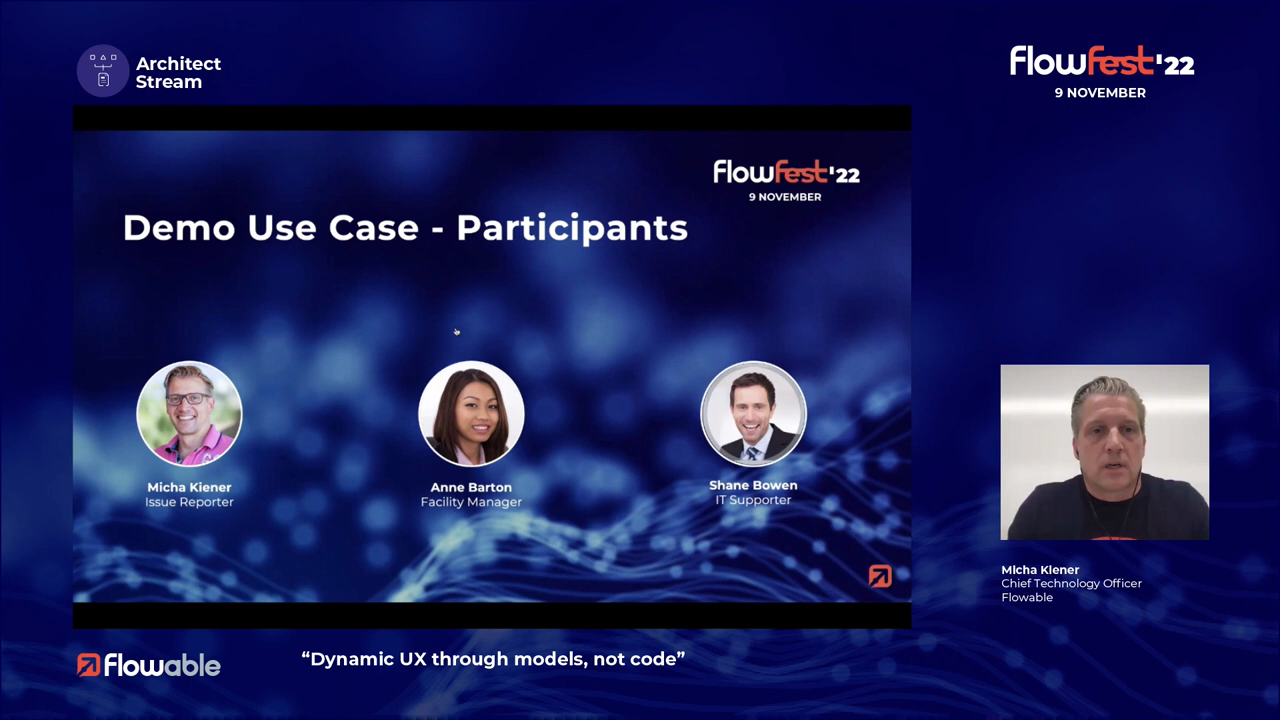 Architect
Stream
flowfest'22
9 NOVEMBER
flowfest'22
9 NOVEMBER
Demo Use Case - Participants
Micha Kiener
Issue Reporter
Anne Barton
Facility Manager
Shane Bowen
IT Supporter
Micha Kiener
Chief Technology Officer
Flowable
flowable
“Dynamic UX through models, not code”